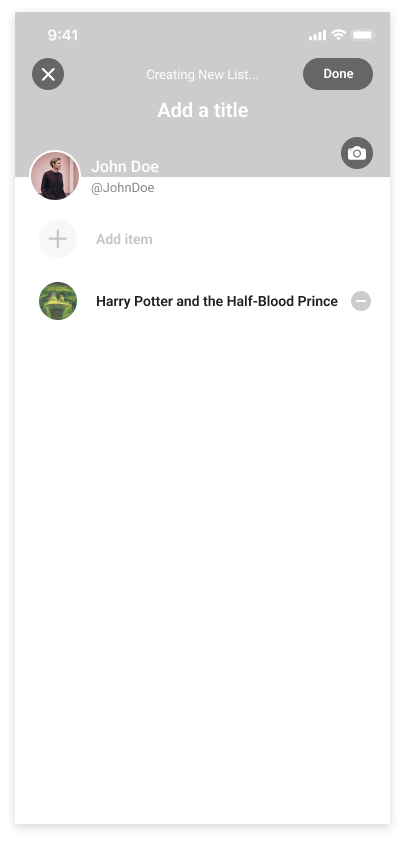 9:41
Creating New List...
Done
Add a title
John Doe
@JohnDoe
Add item
Harry Potter and the Half-Blood Prince